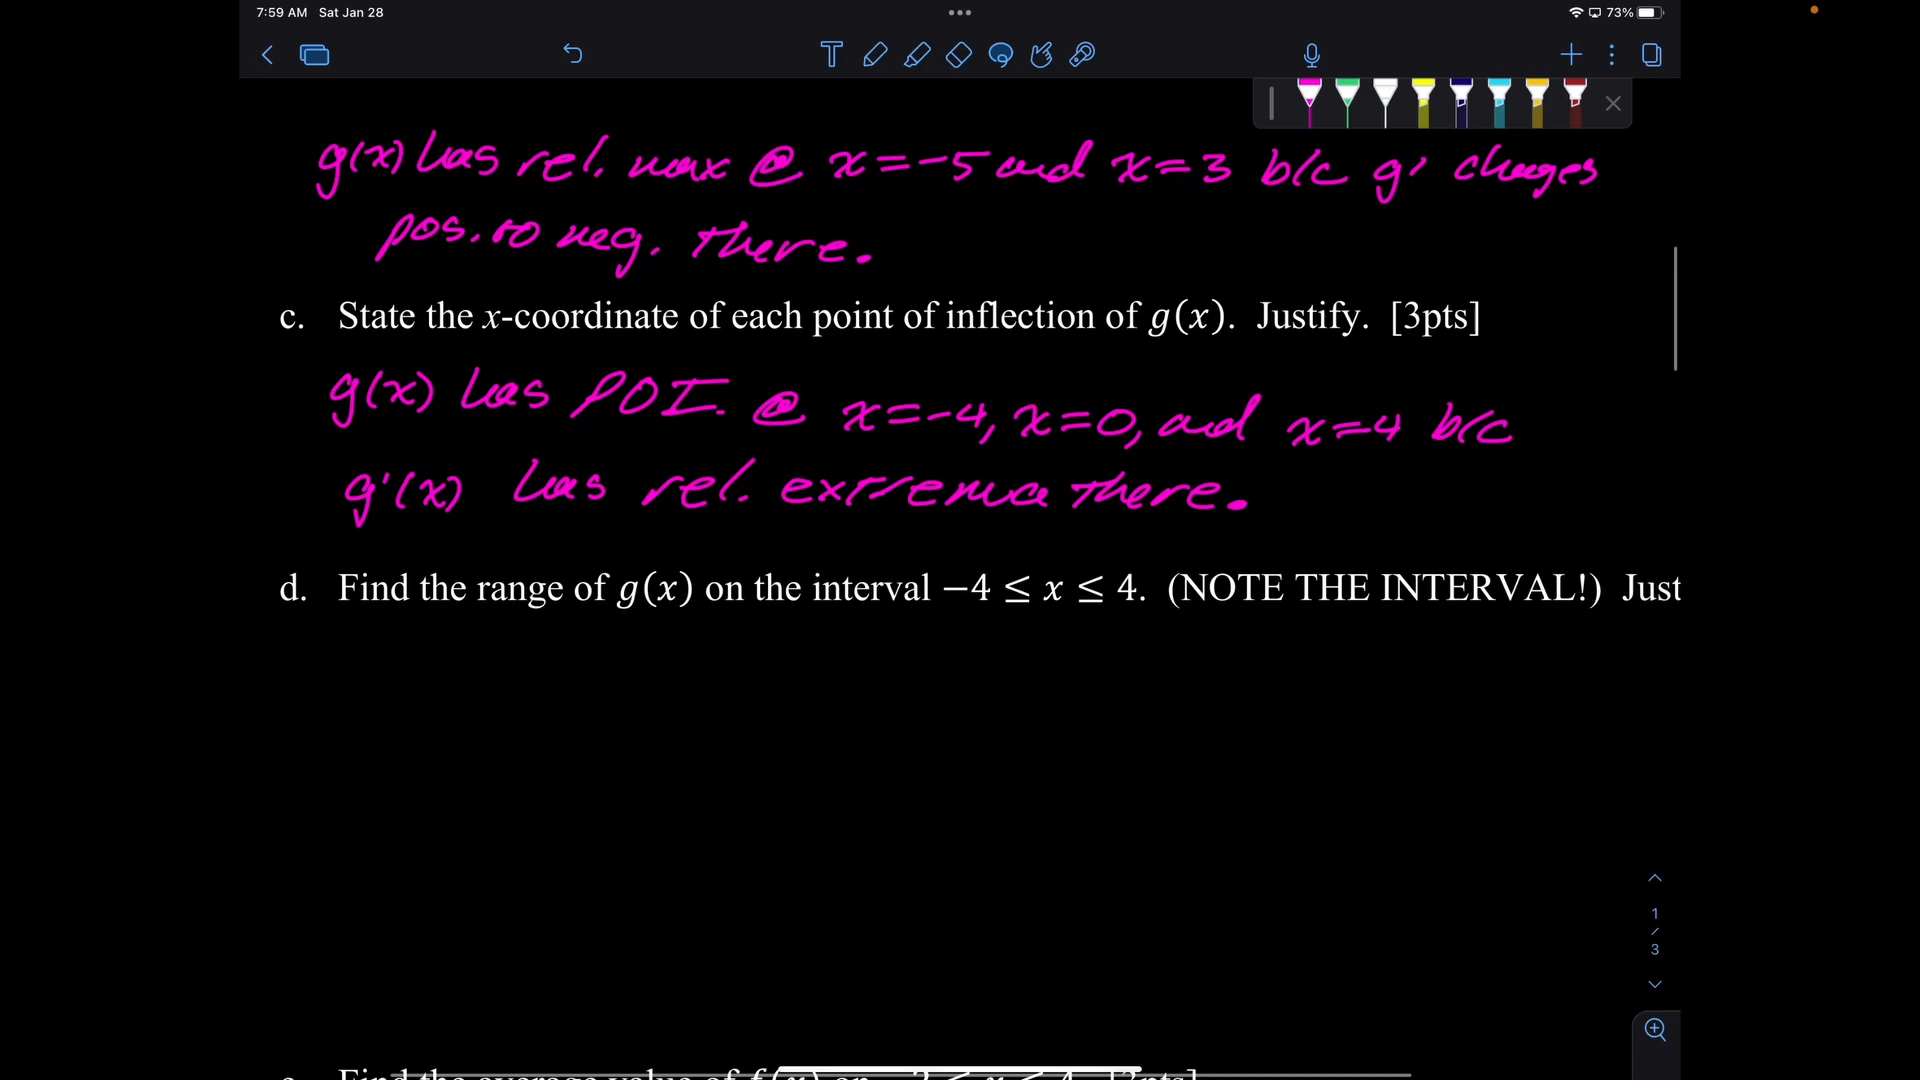 7:59 AM Sat Jan 28
73%
g(x) has rel. max @ x=-5 and x=3 b/c g' changes
pos. to neg. there.
c. State the x-coordinate of each point of inflection of g(x). Justify. [3pts]
g(x) has POI. @ x=-4, x=0, and x=4 b/c
g'(x) has rel. extrema there.
d. Find the range of g(x) on the interval −4 ≤ x ≤ 4. (NOTE THE INTERVAL!) Just
1
/
3